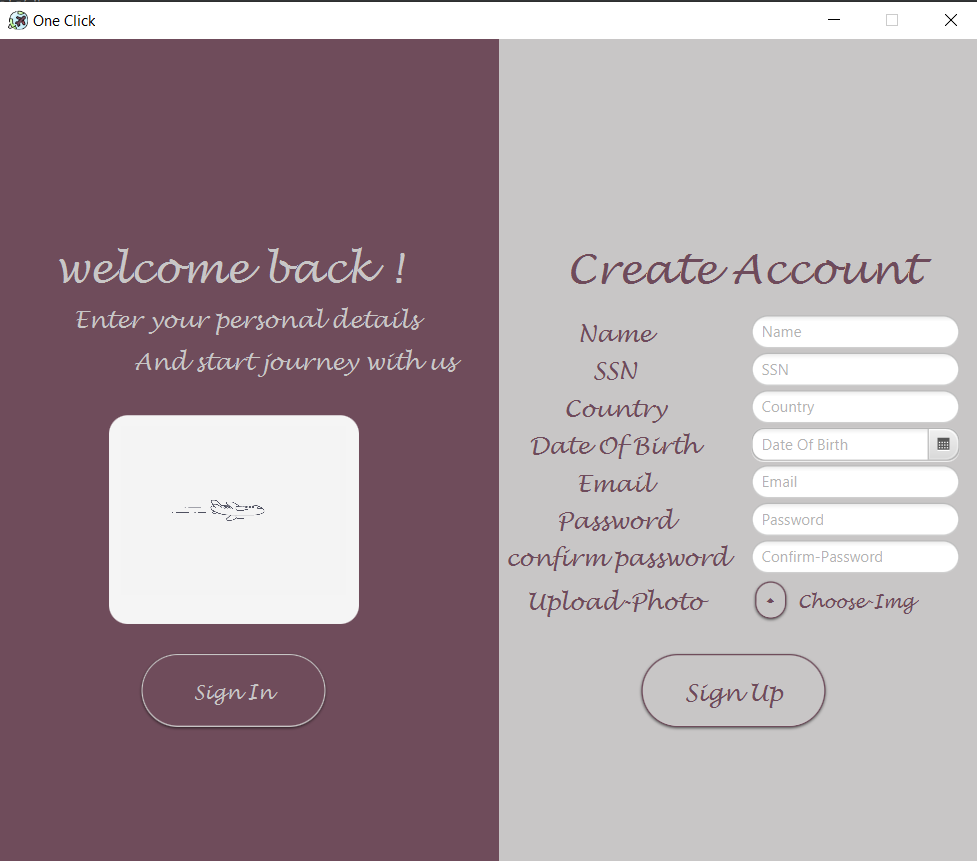 One Click
welcome back !
Enter your personal details
And start journey with us
Sign In
Create Account
Name Name
SSN SSN
Country Country
Date Of Birth Date Of Birth
Email Email
Password Password
confirm password Confirm-Password
Upload-Photo Choose-Img
Sign Up